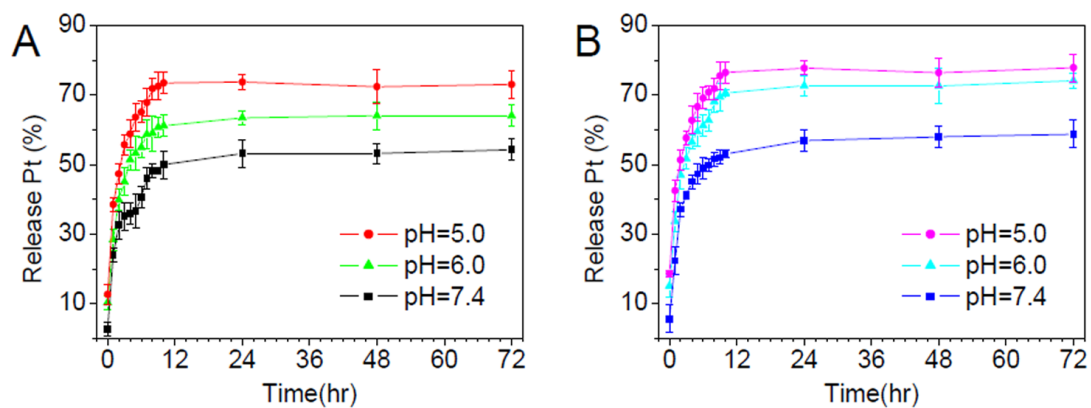 A
Release Pt (%)
90
70
50
30
10
pH=5.0
pH=6.0
pH=7.4
0 12 24 36 48 60 72
Time(hr)
B
Release Pt (%)
90
70
50
30
10
pH=5.0
pH=6.0
pH=7.4
0 12 24 36 48 60 72
Time(hr)